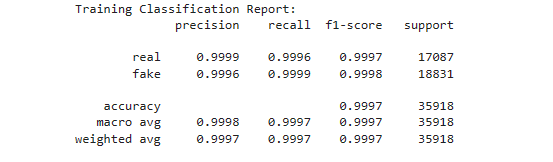 Training Classification Report:
precision recall f1-score support
real 0.9999 0.9996 0.9997 17087
fake 0.9996 0.9999 0.9998 18831
accuracy 0.9997 35918
macro avg 0.9998 0.9997 0.9997 35918
weighted avg 0.9997 0.9997 0.9997 35918